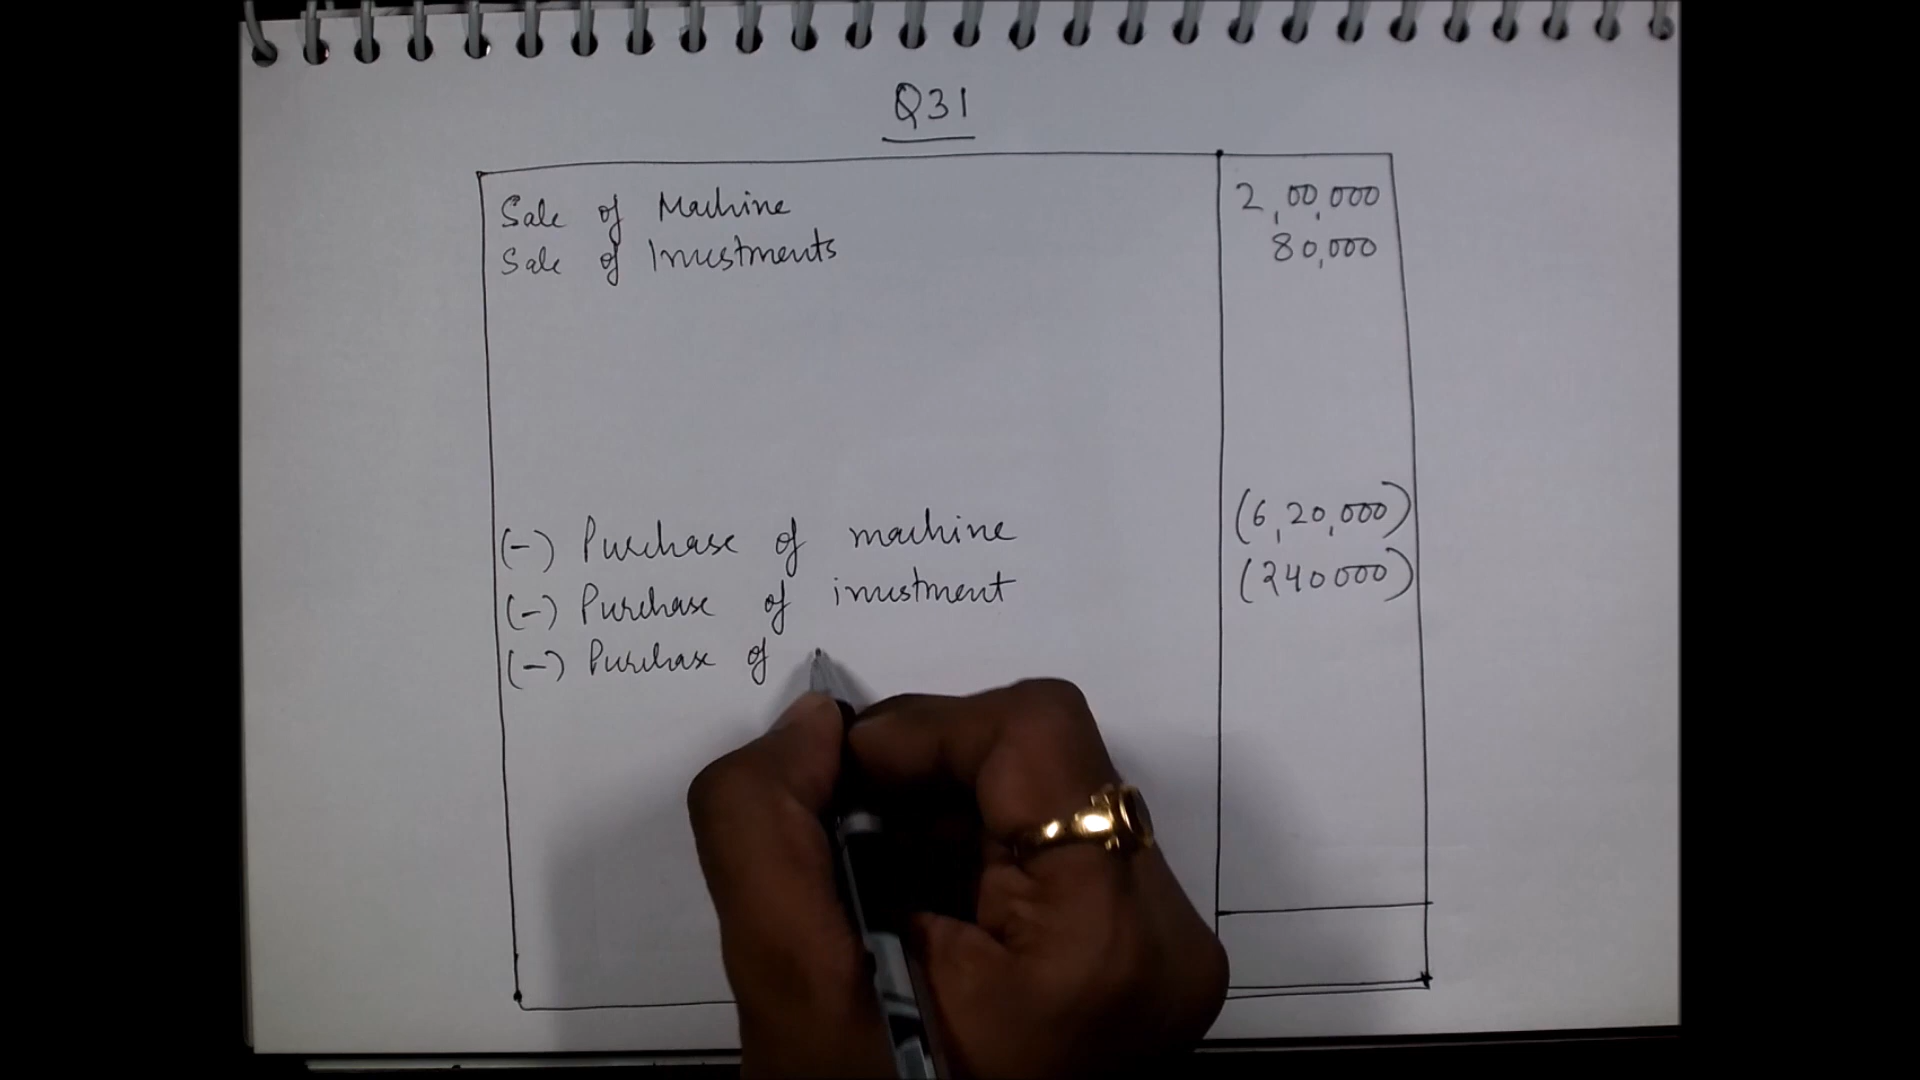 Q31
Sale of Machine 2,00,000
Sale of Investments 80,000
(-) Purchase of machine (6,20,000)
(-) Purchase of investment (240000)
(-) Purchase of